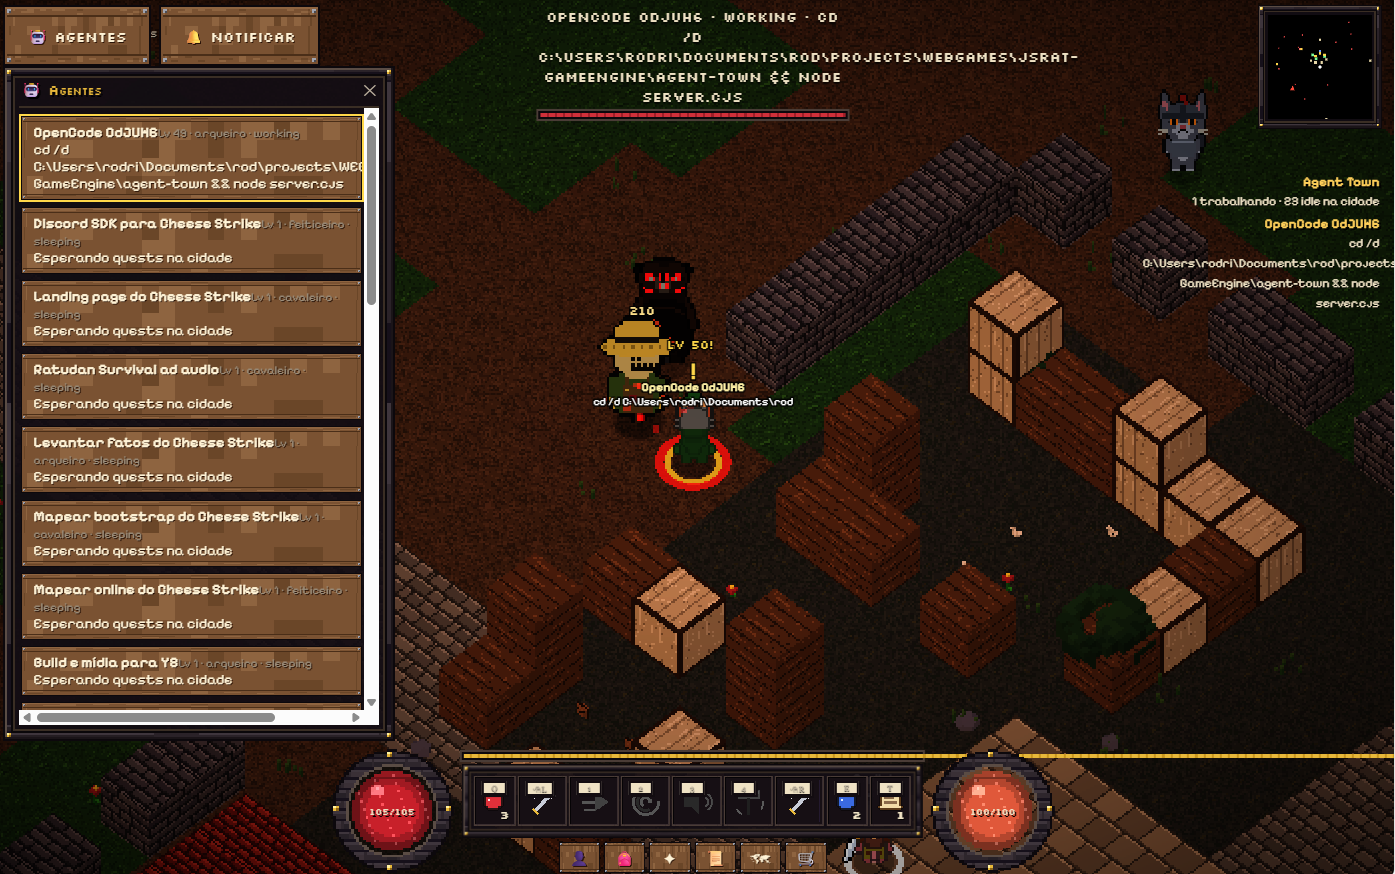 AGENTES
NOTIFICAR
S
OPENCODE ODJUH6 · WORKING · CD
/D
C:\USERS\RODRI\DOCUMENTS\ROD\PROJECTS\WEBGAMES\JSRAT-
GAMEENGINE\AGENT-TOWN && NODE
SERVER.CJS
Agentes
OpenCode OdJUH6 Lv 49 · arqueiro · working
cd /d
C:\Users\rodri\Documents\rod\projects\WEB
GameEngine\agent-town && node server.cjs
Discord SDK para Cheese Strike Lv 1 · feiticeiro ·
sleeping
Esperando quests na cidade
Landing page do Cheese Strike Lv 1 · cavaleiro ·
sleeping
Esperando quests na cidade
Ratudan Survival ad audio Lv 1 · cavaleiro ·
sleeping
Esperando quests na cidade
Levantar fatos do Cheese Strike Lv 1 ·
arqueiro · sleeping
Esperando quests na cidade
Mapear bootstrap do Cheese Strike Lv 1 ·
cavaleiro · sleeping
Esperando quests na cidade
Mapear online do Cheese Strike Lv 1 · feiticeiro ·
sleeping
Esperando quests na cidade
Build e mídia para Y8 Lv 1 · arqueiro · sleeping
Esperando quests na cidade
Agent Town
1 trabalhando · 23 idle na cidade
OpenCode OdJUH6
cd /d
C:\Users\rodri\Documents\rod\projects
GameEngine\agent-town && node
server.cjs
210
LV 50!
!
OpenCode OdJUH6
cd /d C:\Users\rodri\Documents\rod
105/105
Q
3
1
2
3
4
E
2
T
1
100/100